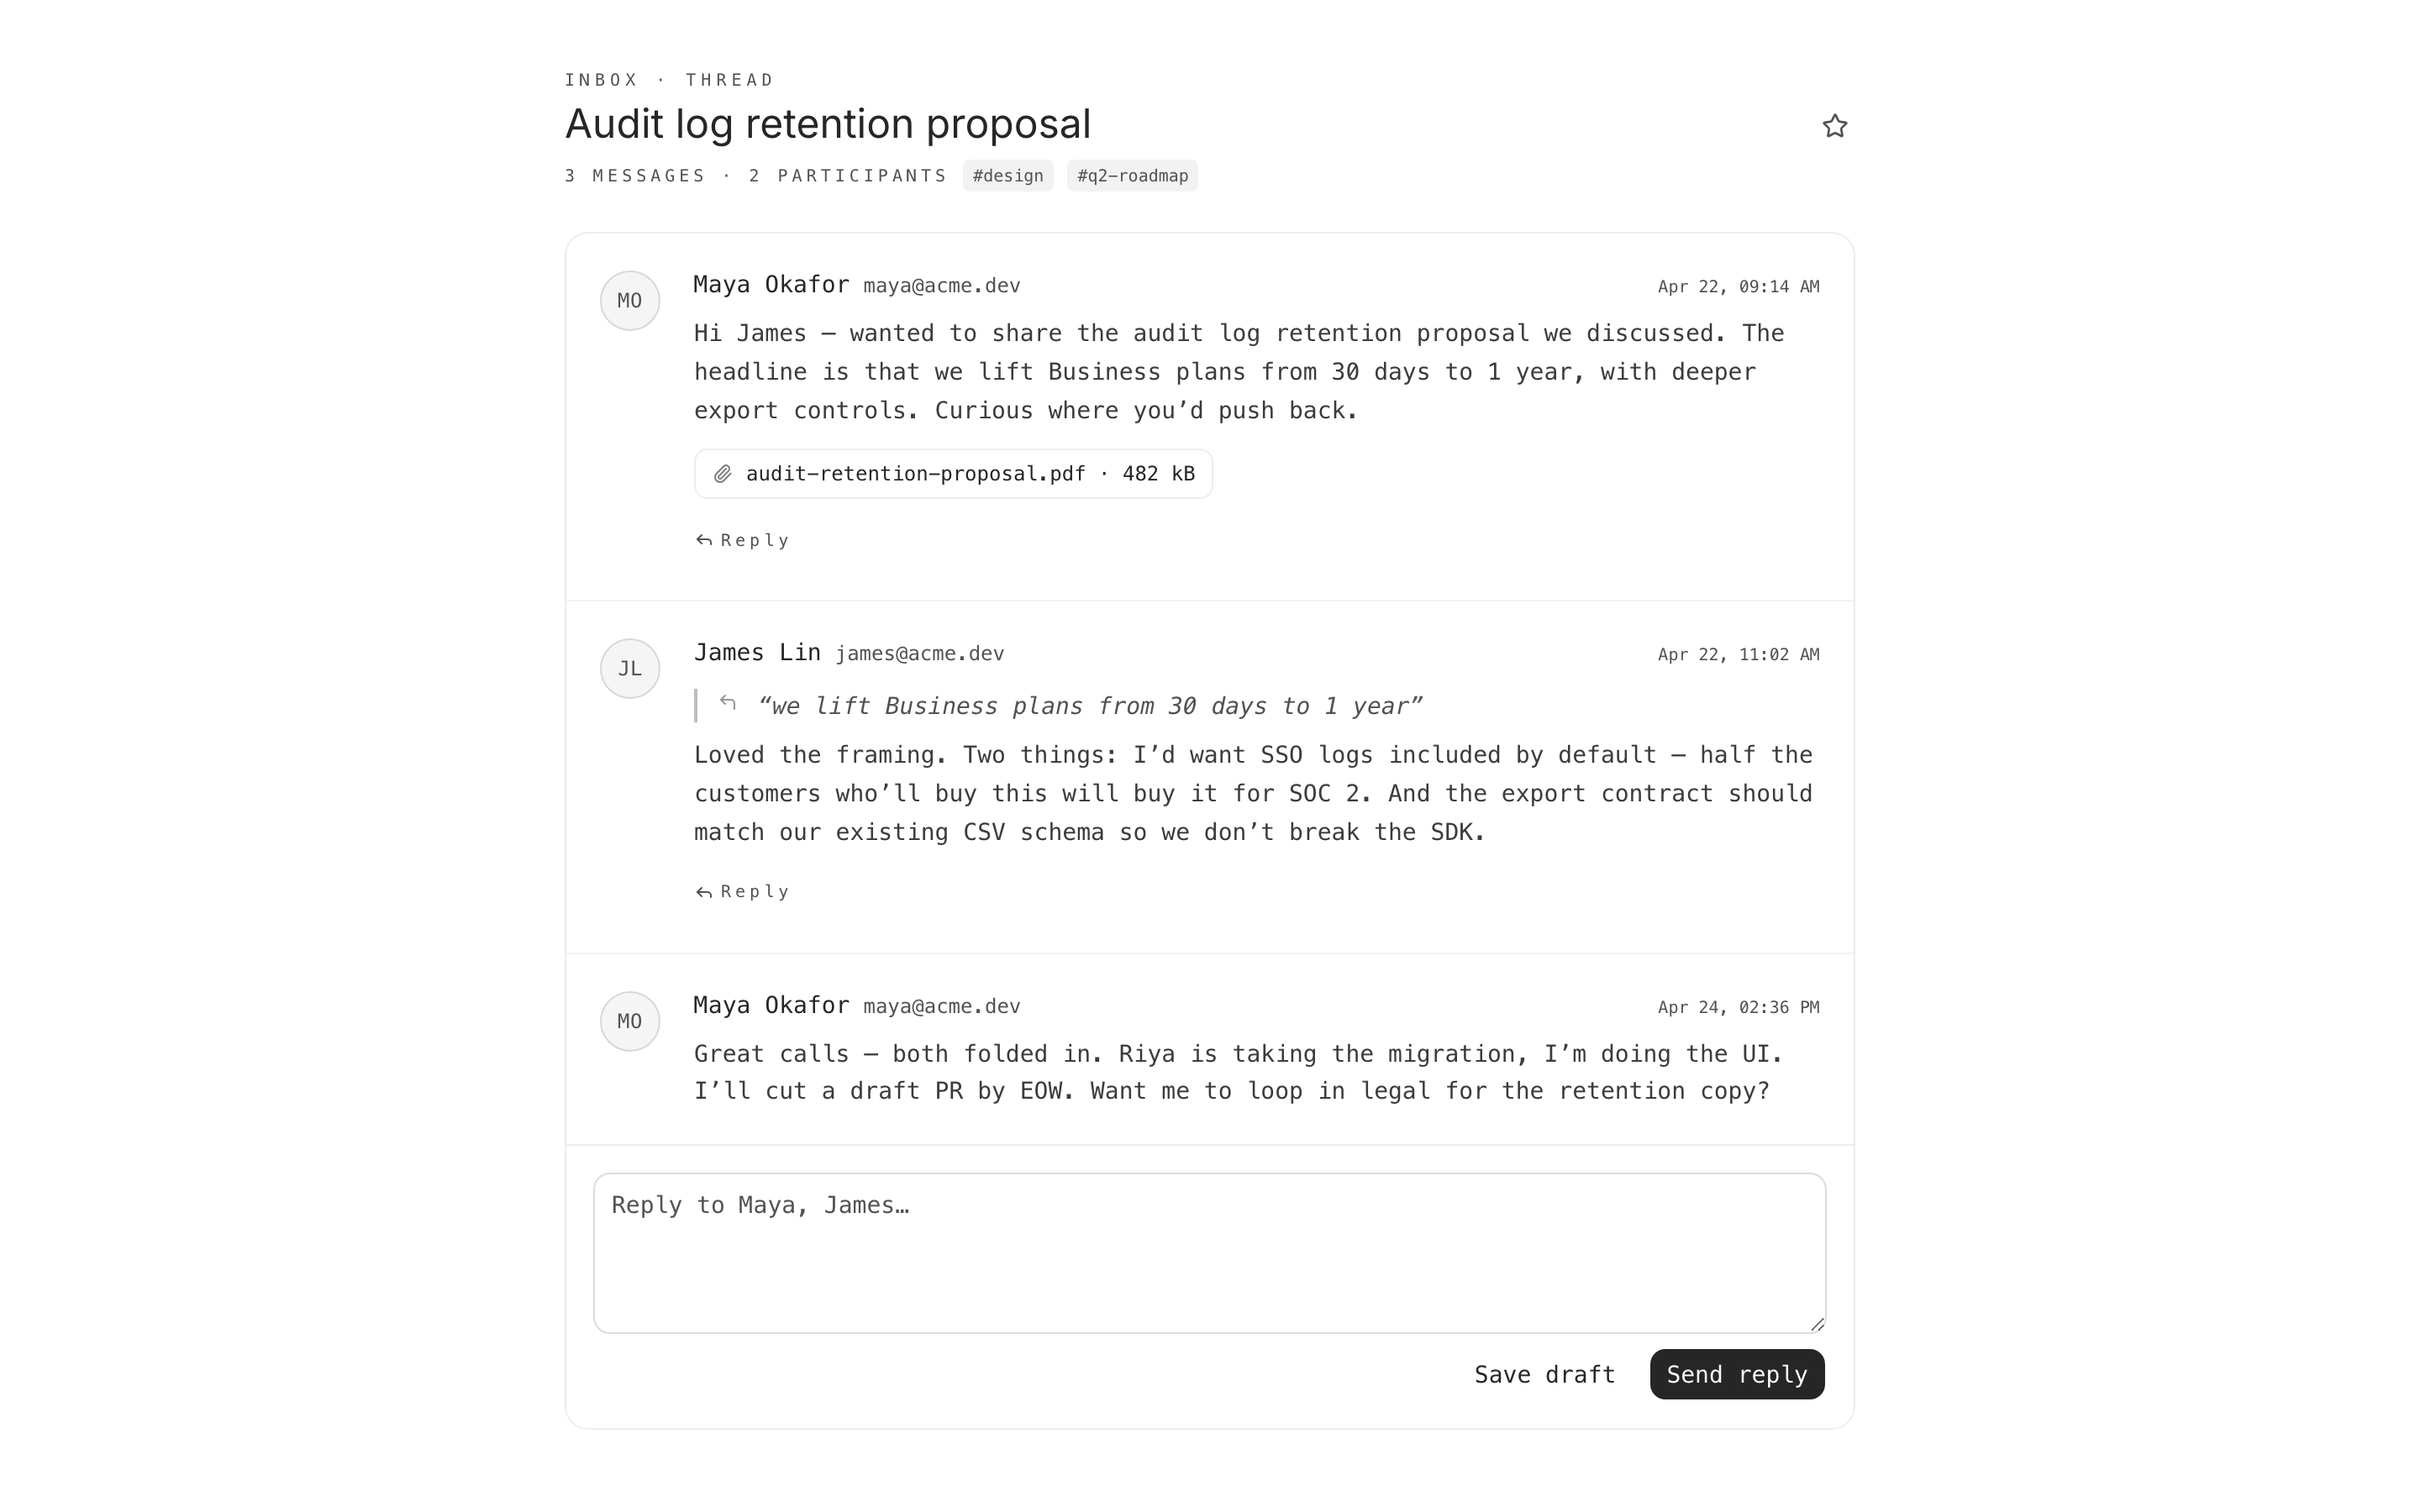 INBOX · THREAD
Audit log retention proposal
3 MESSAGES · 2 PARTICIPANTS #design #q2-roadmap
MO
Maya Okafor maya@acme.dev Apr 22, 09:14 AM
Hi James — wanted to share the audit log retention proposal we discussed. The
headline is that we lift Business plans from 30 days to 1 year, with deeper
export controls. Curious where you’d push back.
audit-retention-proposal.pdf · 482 kB
Reply
JL
James Lin james@acme.dev Apr 22, 11:02 AM
“we lift Business plans from 30 days to 1 year”
Loved the framing. Two things: I’d want SSO logs included by default — half the
customers who’ll buy this will buy it for SOC 2. And the export contract should
match our existing CSV schema so we don’t break the SDK.
Reply
MO
Maya Okafor maya@acme.dev Apr 24, 02:36 PM
Great calls — both folded in. Riya is taking the migration, I’m doing the UI.
I’ll cut a draft PR by EOW. Want me to loop in legal for the retention copy?
Reply to Maya, James…
Save draft Send reply